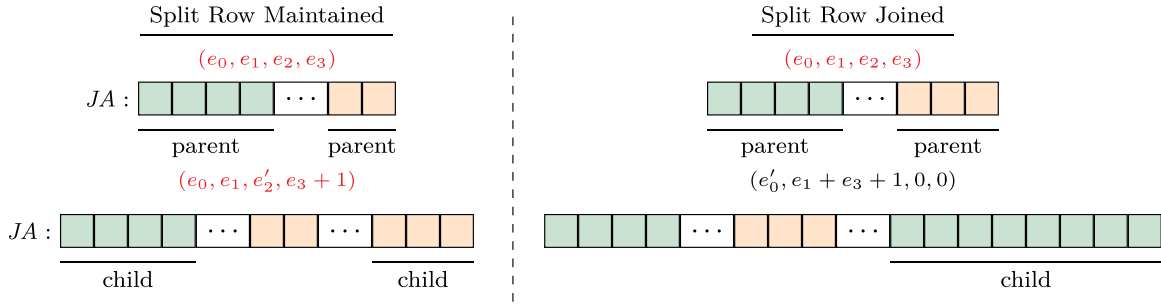 Split Row Maintained
(e₀, e₁, e₂, e₃)
JA :
···
parent
parent
(e₀, e₁, e′₂, e₃ + 1)
JA :
···
···
child
child
Split Row Joined
(e₀, e₁, e₂, e₃)
···
parent
parent
(e′₀, e₁ + e₃ + 1, 0, 0)
···
···
child